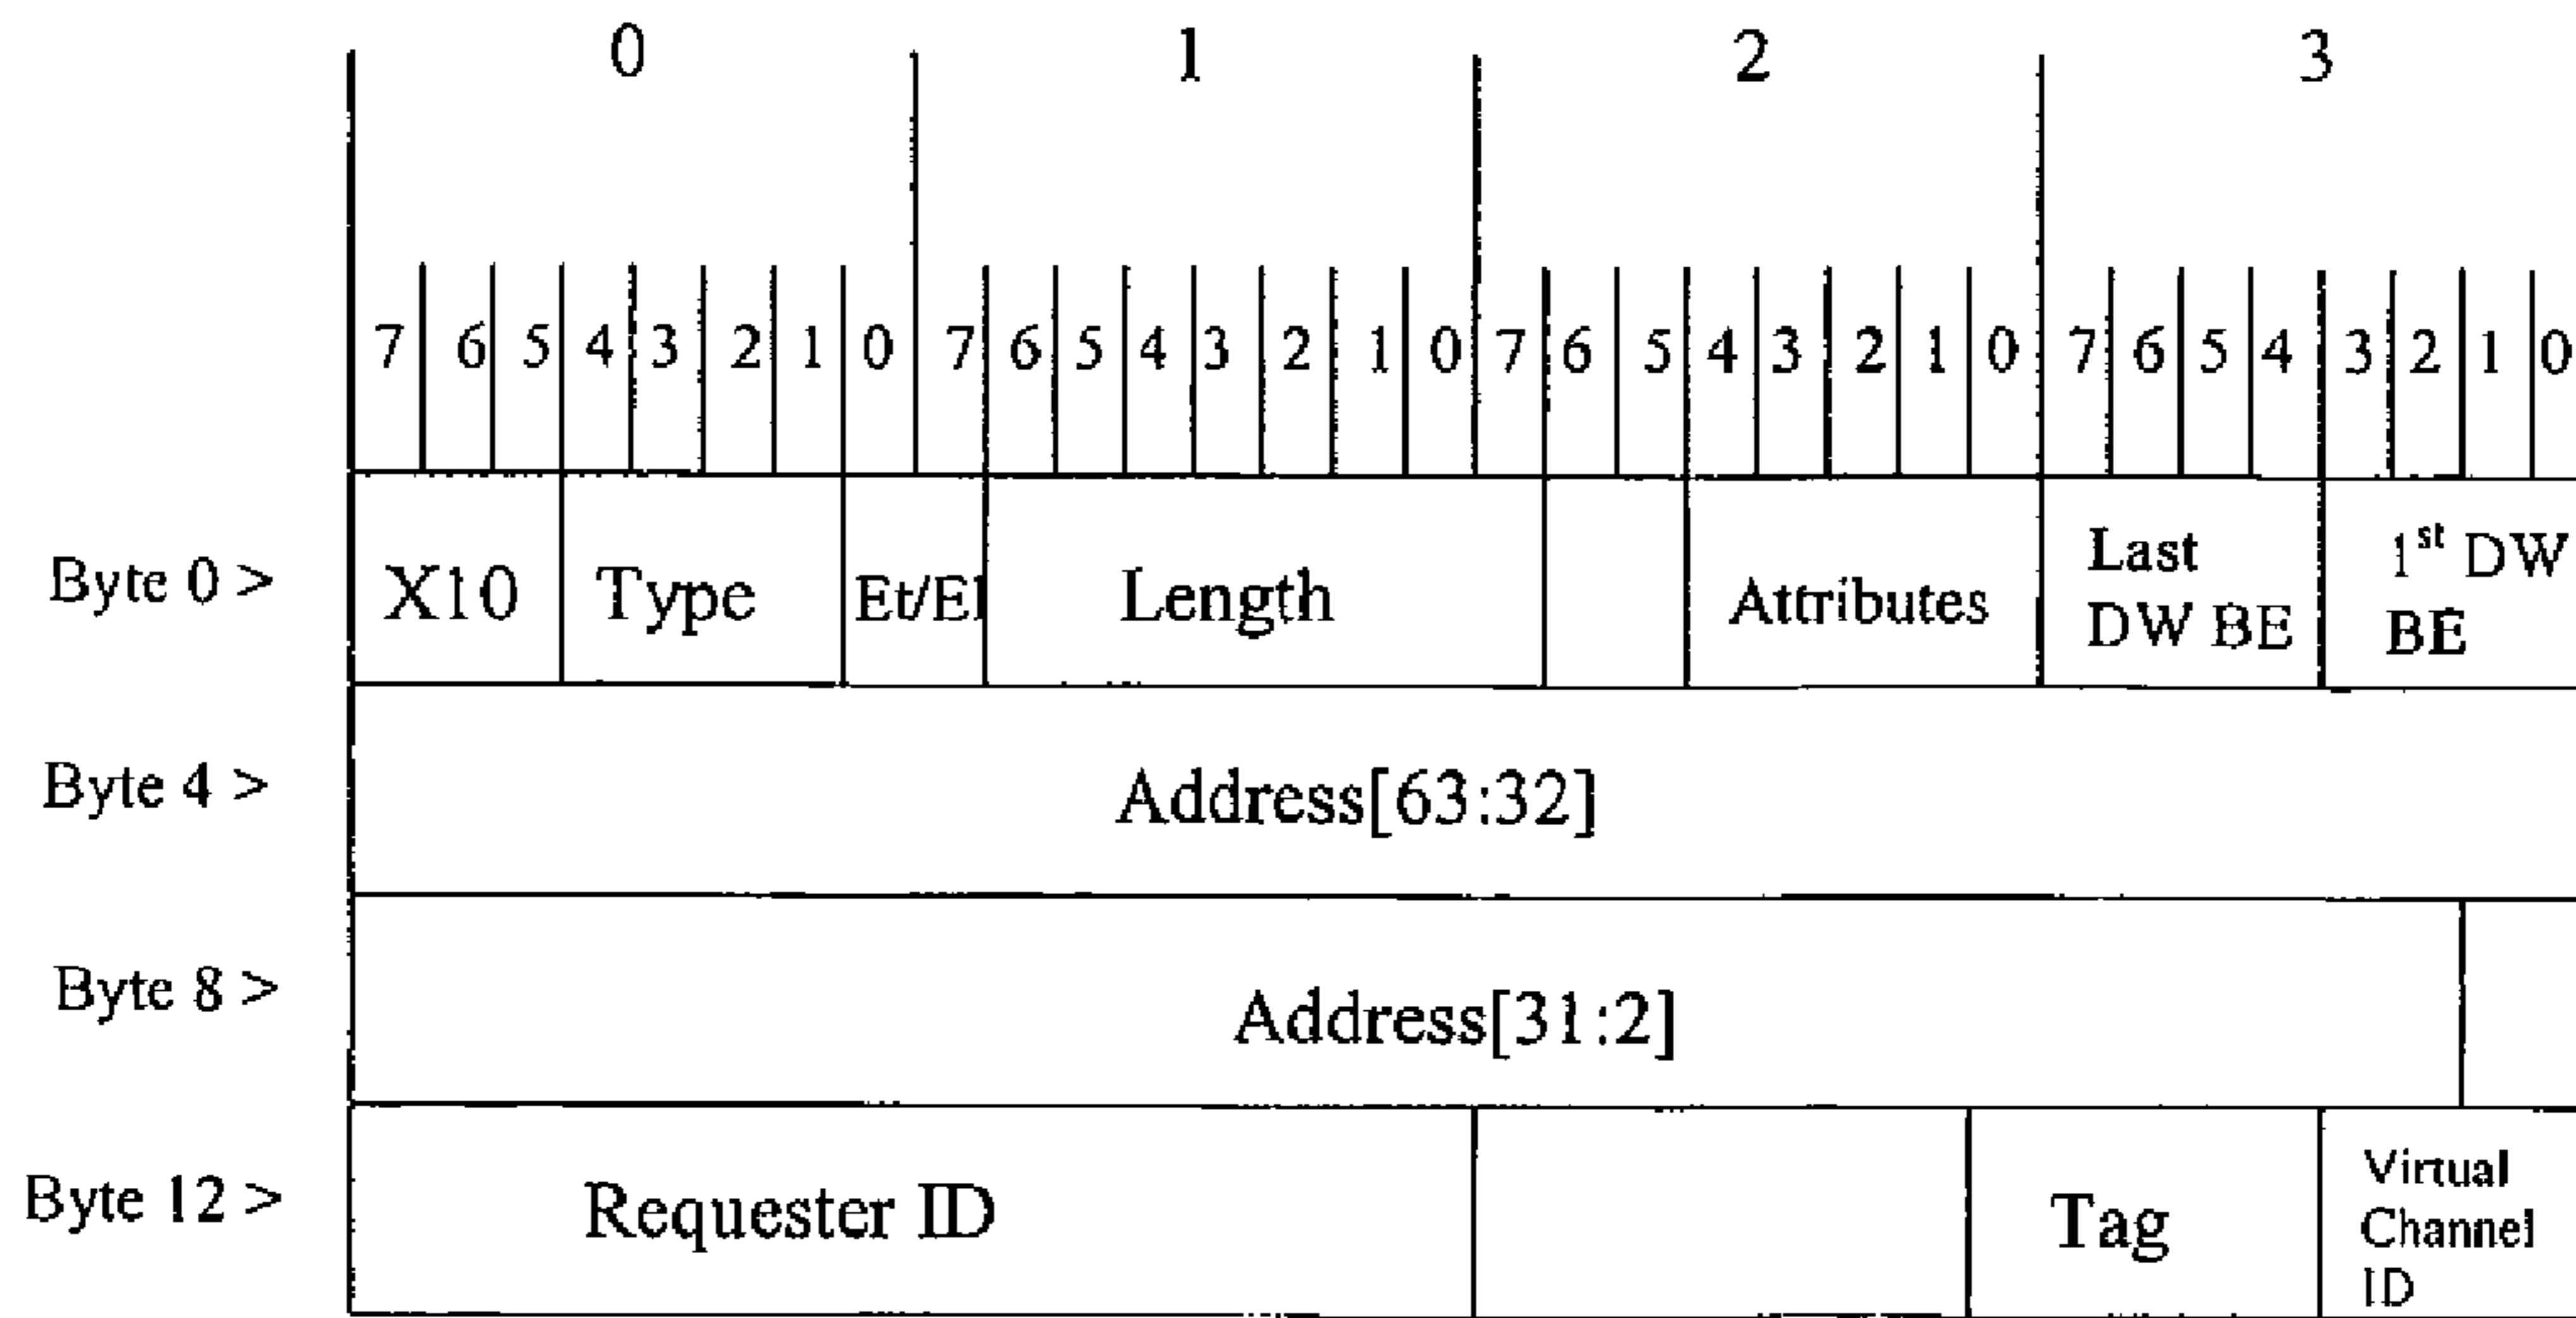 0 1 2 3
7 6 5 4 3 2 1 0 7 6 5 4 3 2 1 0 7 6 5 4 3 2 1 0 7 6 5 4 3 2 1 0
Byte 0 > X10 Type Et/El Length Attributes Last DW BE 1st DW BE
Byte 4 > Address[63:32]
Byte 8 > Address[31:2]
Byte 12 > Requester ID Tag Virtual Channel ID